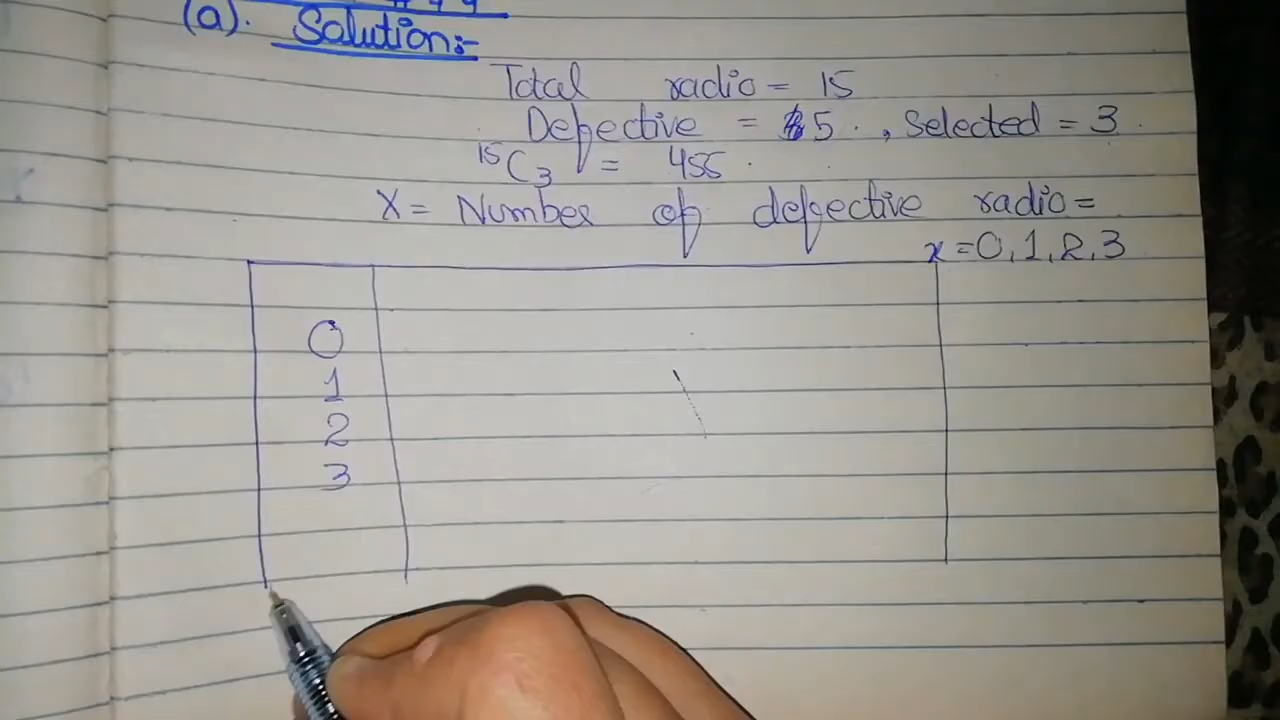 (a). Solution:-
Total radio = 15
Defective = 5 ., Selected = 3
15C3 = 455.
X = Number of defective radio =
x = 0, 1, 2, 3
0
1
2
3